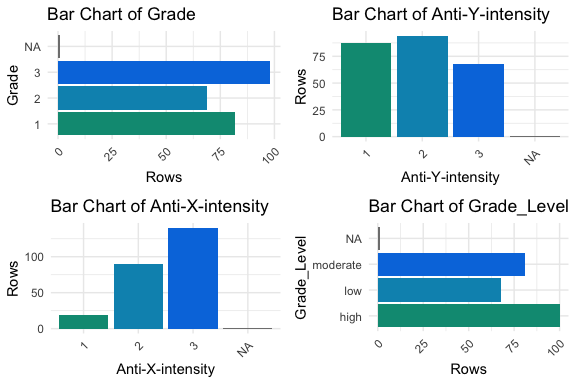 Bar Chart of Grade
Grade
NA
3
2
1
0
25
50
75
100
Rows
Bar Chart of Anti-Y-intensity
Rows
75
50
25
0
1
2
3
NA
Anti-Y-intensity
Bar Chart of Anti-X-intensity
Rows
100
50
0
1
2
3
NA
Anti-X-intensity
Bar Chart of Grade_Level
Grade_Level
NA
moderate
low
high
0
25
50
75
100
Rows